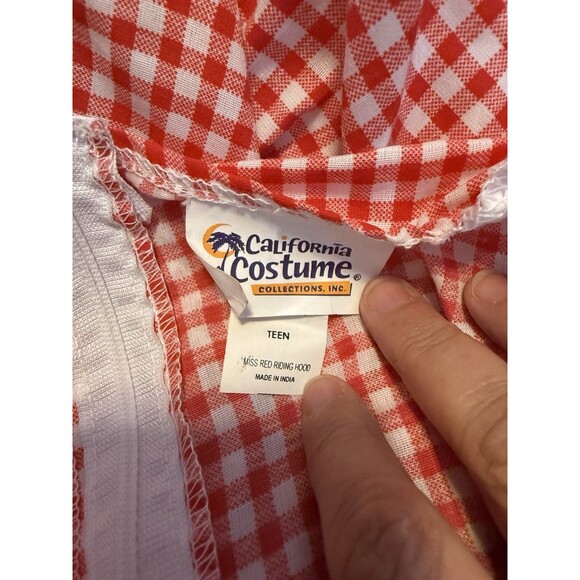 California
Costume®
COLLECTIONS, INC.
TEEN
MISS RED RIDING HOOD
MADE IN INDIA